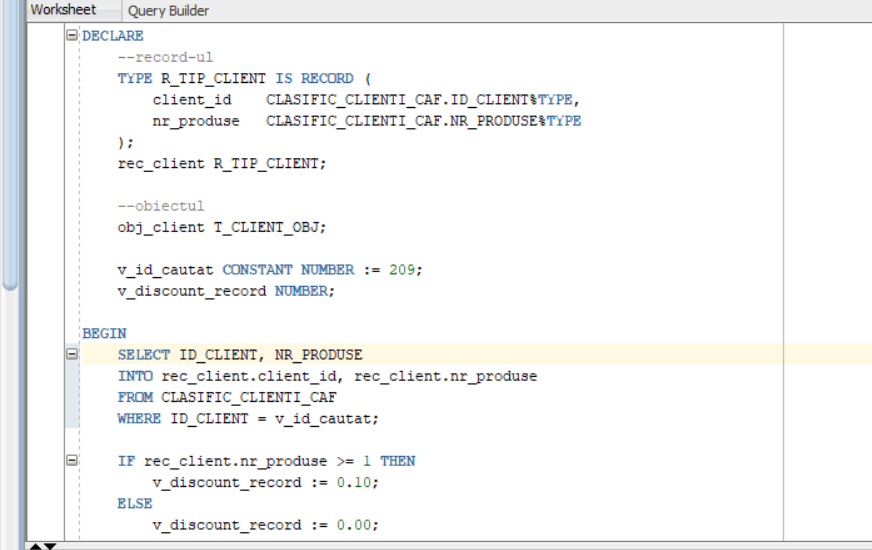 Worksheet Query Builder
DECLARE
--record-ul
TYPE R_TIP_CLIENT IS RECORD (
client_id CLASIFIC_CLIENTI_CAF.ID_CLIENT%TYPE,
nr_produse CLASIFIC_CLIENTI_CAF.NR_PRODUSE%TYPE
);
rec_client R_TIP_CLIENT;
--obiectul
obj_client T_CLIENT_OBJ;
v_id_cautat CONSTANT NUMBER := 209;
v_discount_record NUMBER;
BEGIN
SELECT ID_CLIENT, NR_PRODUSE
INTO rec_client.client_id, rec_client.nr_produse
FROM CLASIFIC_CLIENTI_CAF
WHERE ID_CLIENT = v_id_cautat;
IF rec_client.nr_produse >= 1 THEN
v_discount_record := 0.10;
ELSE
v_discount_record := 0.00;